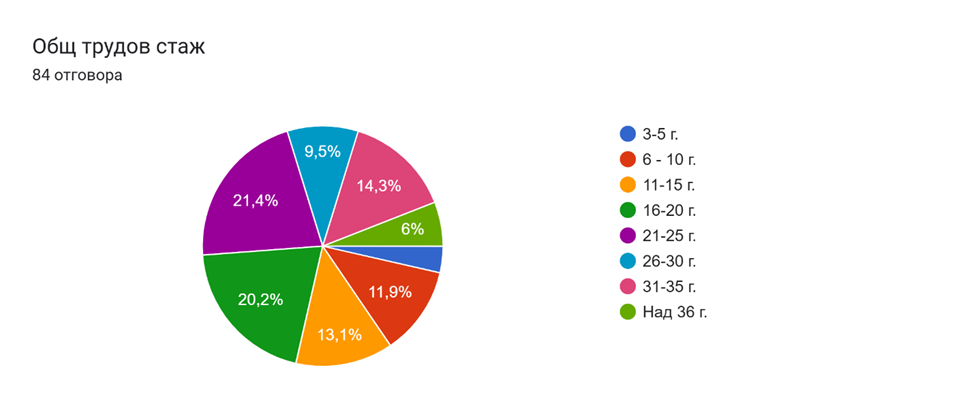 Общ трудов стаж
84 отговора
9,5%
14,3%
21,4%
6%
11,9%
20,2%
13,1%
3-5 г.
6 - 10 г.
11-15 г.
16-20 г.
21-25 г.
26-30 г.
31-35 г.
Над 36 г.